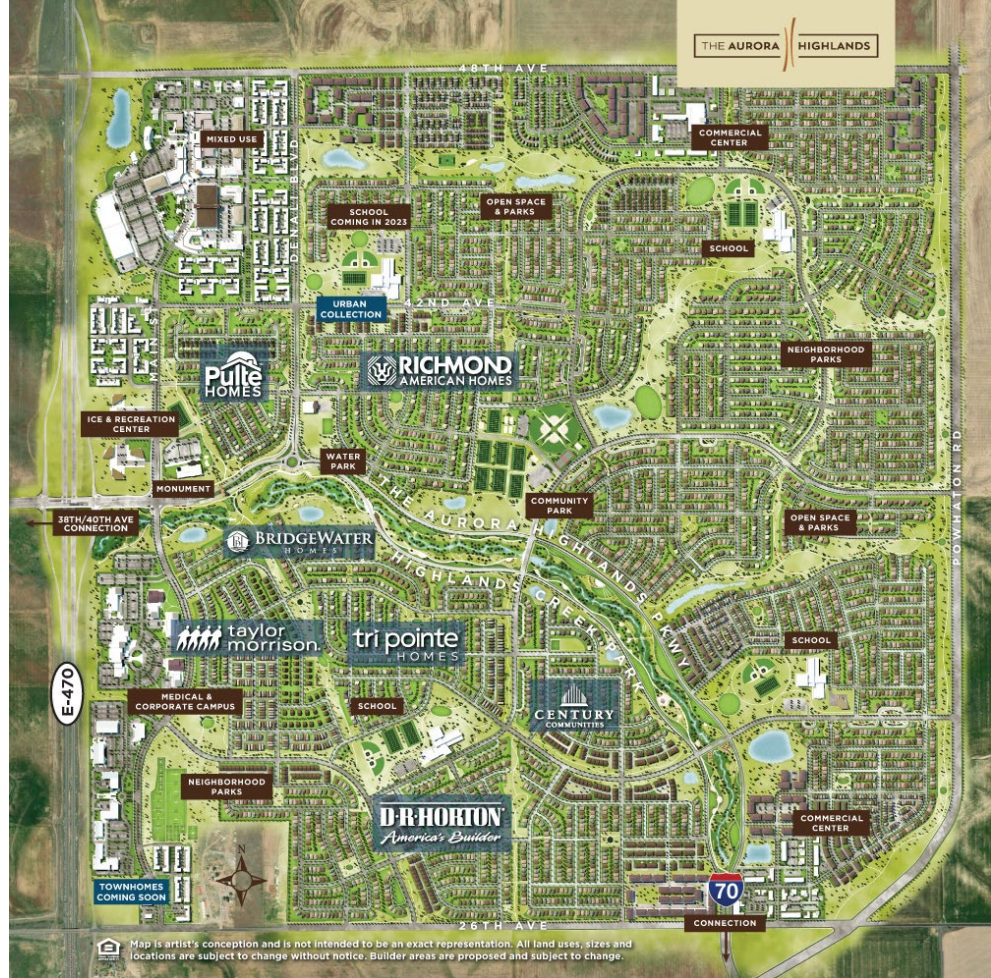 THE AURORA HIGHLANDS
48TH AVE
MIXED USE
COMMERCIAL
CENTER
DENALI BLVD
SCHOOL
COMING IN 2023
OPEN SPACE
& PARKS
SCHOOL
URBAN
COLLECTION
42ND AVE
MAIN ST
Pulte
HOMES
RICHMOND
AMERICAN HOMES
NEIGHBORHOOD
PARKS
ICE & RECREATION
CENTER
WATER
PARK
MONUMENT
COMMUNITY
PARK
POWHATON RD
38TH/40TH AVE
CONNECTION
THE AURORA HIGHLANDS PKWY
OPEN SPACE
& PARKS
BRIDGEWATER
HOMES
HIGHLANDS CREEK PARK
taylor
morrison.
tri pointe
HOMES
SCHOOL
E-470
MEDICAL &
CORPORATE CAMPUS
SCHOOL
CENTURY
COMMUNITIES
NEIGHBORHOOD
PARKS
D·R·HORTON
America's Builder
COMMERCIAL
CENTER
N
TOWNHOMES
COMING SOON
70
CONNECTION
26TH AVE
Map is artist's conception and is not intended to be an exact representation. All land uses, sizes and
locations are subject to change without notice. Builder areas are proposed and subject to change.